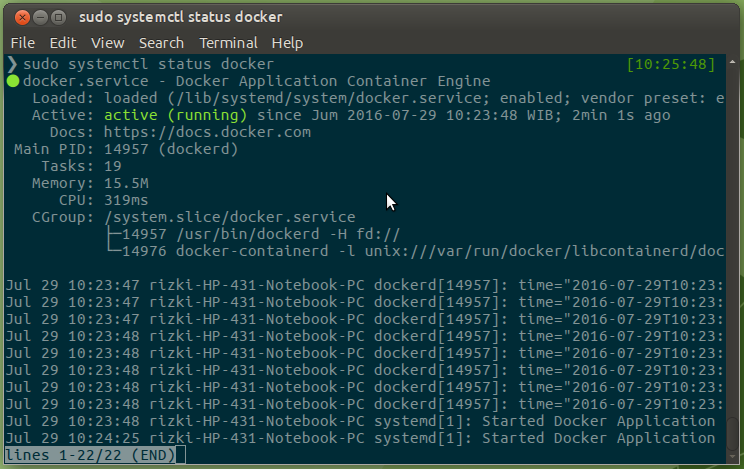 sudo systemctl status docker
File Edit View Search Terminal Help
❯ sudo systemctl status docker [10:25:48]
● docker.service - Docker Application Container Engine
Loaded: loaded (/lib/systemd/system/docker.service; enabled; vendor preset: e
Active: active (running) since Jum 2016-07-29 10:23:48 WIB; 2min 1s ago
Docs: https://docs.docker.com
Main PID: 14957 (dockerd)
Tasks: 19
Memory: 15.5M
CPU: 319ms
CGroup: /system.slice/docker.service
├─14957 /usr/bin/dockerd -H fd://
└─14976 docker-containerd -l unix:///var/run/docker/libcontainerd/doc
Jul 29 10:23:47 rizki-HP-431-Notebook-PC dockerd[14957]: time="2016-07-29T10:23:
Jul 29 10:23:47 rizki-HP-431-Notebook-PC dockerd[14957]: time="2016-07-29T10:23:
Jul 29 10:23:47 rizki-HP-431-Notebook-PC dockerd[14957]: time="2016-07-29T10:23:
Jul 29 10:23:48 rizki-HP-431-Notebook-PC dockerd[14957]: time="2016-07-29T10:23:
Jul 29 10:23:48 rizki-HP-431-Notebook-PC dockerd[14957]: time="2016-07-29T10:23:
Jul 29 10:23:48 rizki-HP-431-Notebook-PC dockerd[14957]: time="2016-07-29T10:23:
Jul 29 10:23:48 rizki-HP-431-Notebook-PC dockerd[14957]: time="2016-07-29T10:23:
Jul 29 10:23:48 rizki-HP-431-Notebook-PC dockerd[14957]: time="2016-07-29T10:23:
Jul 29 10:23:48 rizki-HP-431-Notebook-PC systemd[1]: Started Docker Application
Jul 29 10:24:25 rizki-HP-431-Notebook-PC systemd[1]: Started Docker Application
lines 1-22/22 (END)